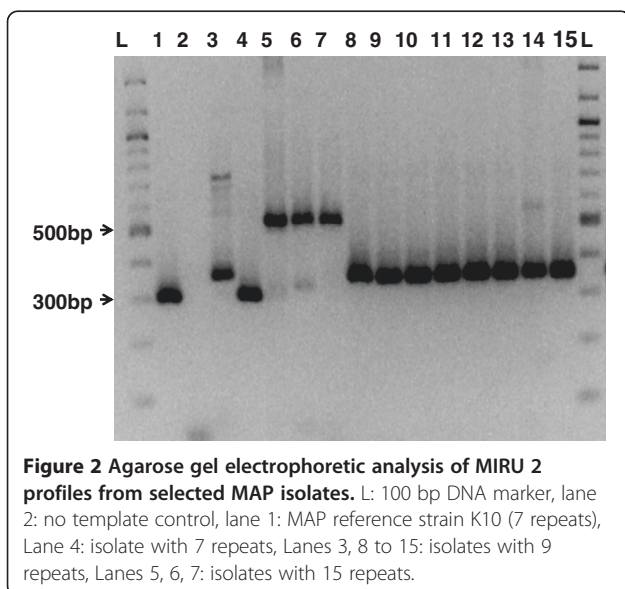 L 1 2 3 4 5 6 7 8 9 10 11 12 13 14 15 L
500bp
300bp
Figure 2 Agarose gel electrophoretic analysis of MIRU 2
profiles from selected MAP isolates. L: 100 bp DNA marker, lane
2: no template control, lane 1: MAP reference strain K10 (7 repeats),
Lane 4: isolate with 7 repeats, Lanes 3, 8 to 15: isolates with 9
repeats, Lanes 5, 6, 7: isolates with 15 repeats.